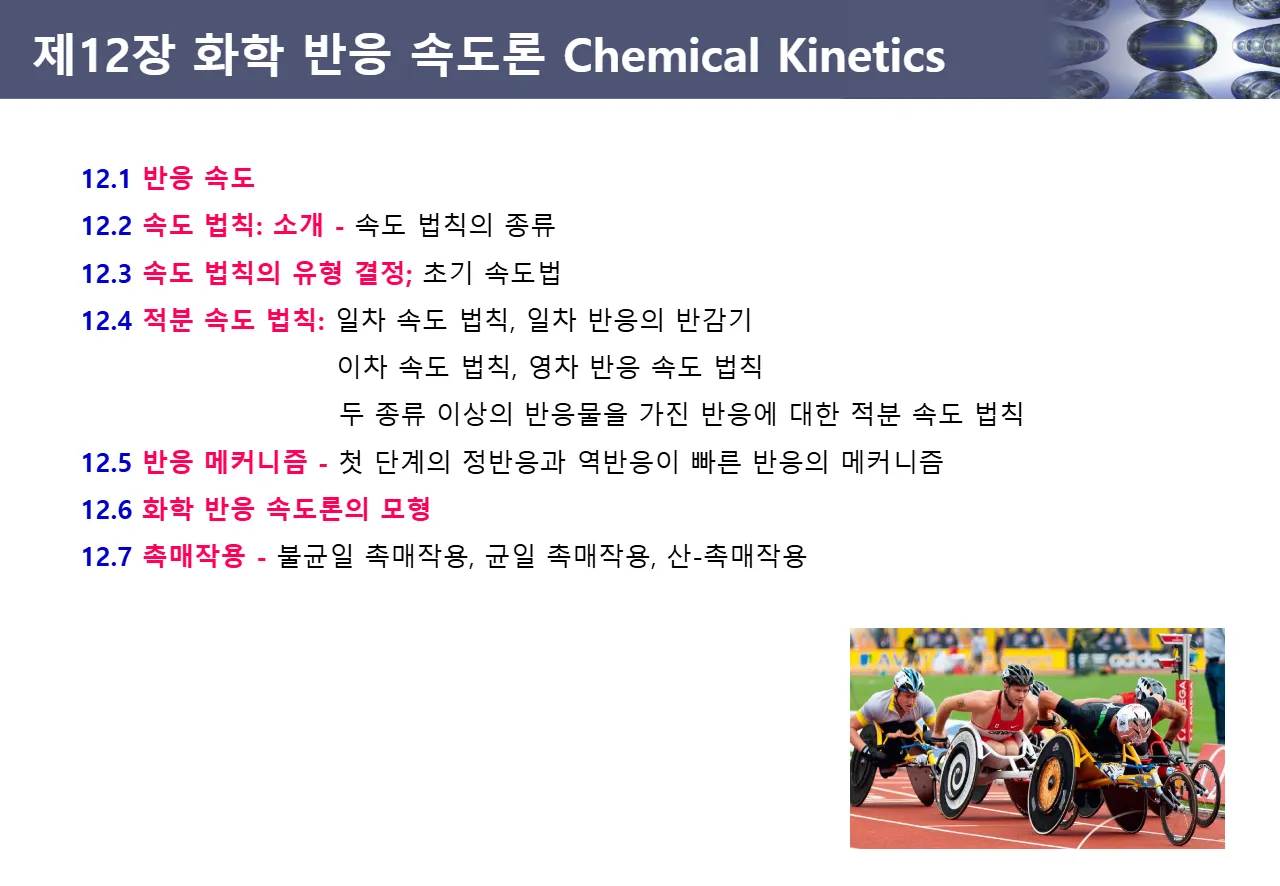 제12장 화학 반응 속도론 Chemical Kinetics
12.1 반응 속도
12.2 속도 법칙: 소개 - 속도 법칙의 종류
12.3 속도 법칙의 유형 결정; 초기 속도법
12.4 적분 속도 법칙: 일차 속도 법칙, 일차 반응의 반감기
이차 속도 법칙, 영차 반응 속도 법칙
두 종류 이상의 반응물을 가진 반응에 대한 적분 속도 법칙
12.5 반응 메커니즘 - 첫 단계의 정반응과 역반응이 빠른 반응의 메커니즘
12.6 화학 반응 속도론의 모형
12.7 촉매작용 - 불균일 촉매작용, 균일 촉매작용, 산-촉매작용
adidas
OMEGA
CANADA